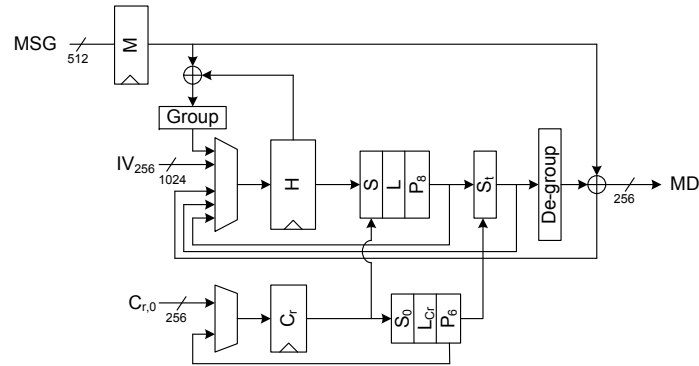 MSG
512
M
Group
IV256
1024
H
S
L
P8
St
De-group
256
MD
Cr,0
256
Cr
S0
LCr
P6